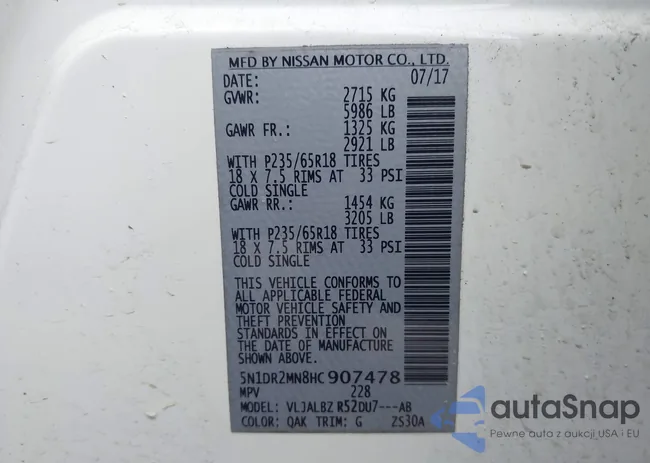 MFD BY NISSAN MOTOR CO., LTD.
DATE: 07/17
GVWR: 2715 KG
5986 LB
GAWR FR.: 1325 KG
2921 LB
WITH P235/65R18 TIRES
18 X 7.5 RIMS AT 33 PSI
COLD SINGLE
GAWR RR.: 1454 KG
3205 LB
WITH P235/65R18 TIRES
18 X 7.5 RIMS AT 33 PSI
COLD SINGLE
THIS VEHICLE CONFORMS TO
ALL APPLICABLE FEDERAL
MOTOR VEHICLE SAFETY AND
THEFT PREVENTION
STANDARDS IN EFFECT ON
THE DATE OF MANUFACTURE
SHOWN ABOVE.
5N1DR2MN8HC907478
MPV 228
MODEL: VLJALBZ R52DU7---AB
COLOR: QAK TRIM: G ZS30A
autoSnap
Pewne auta z aukcji USA i EU